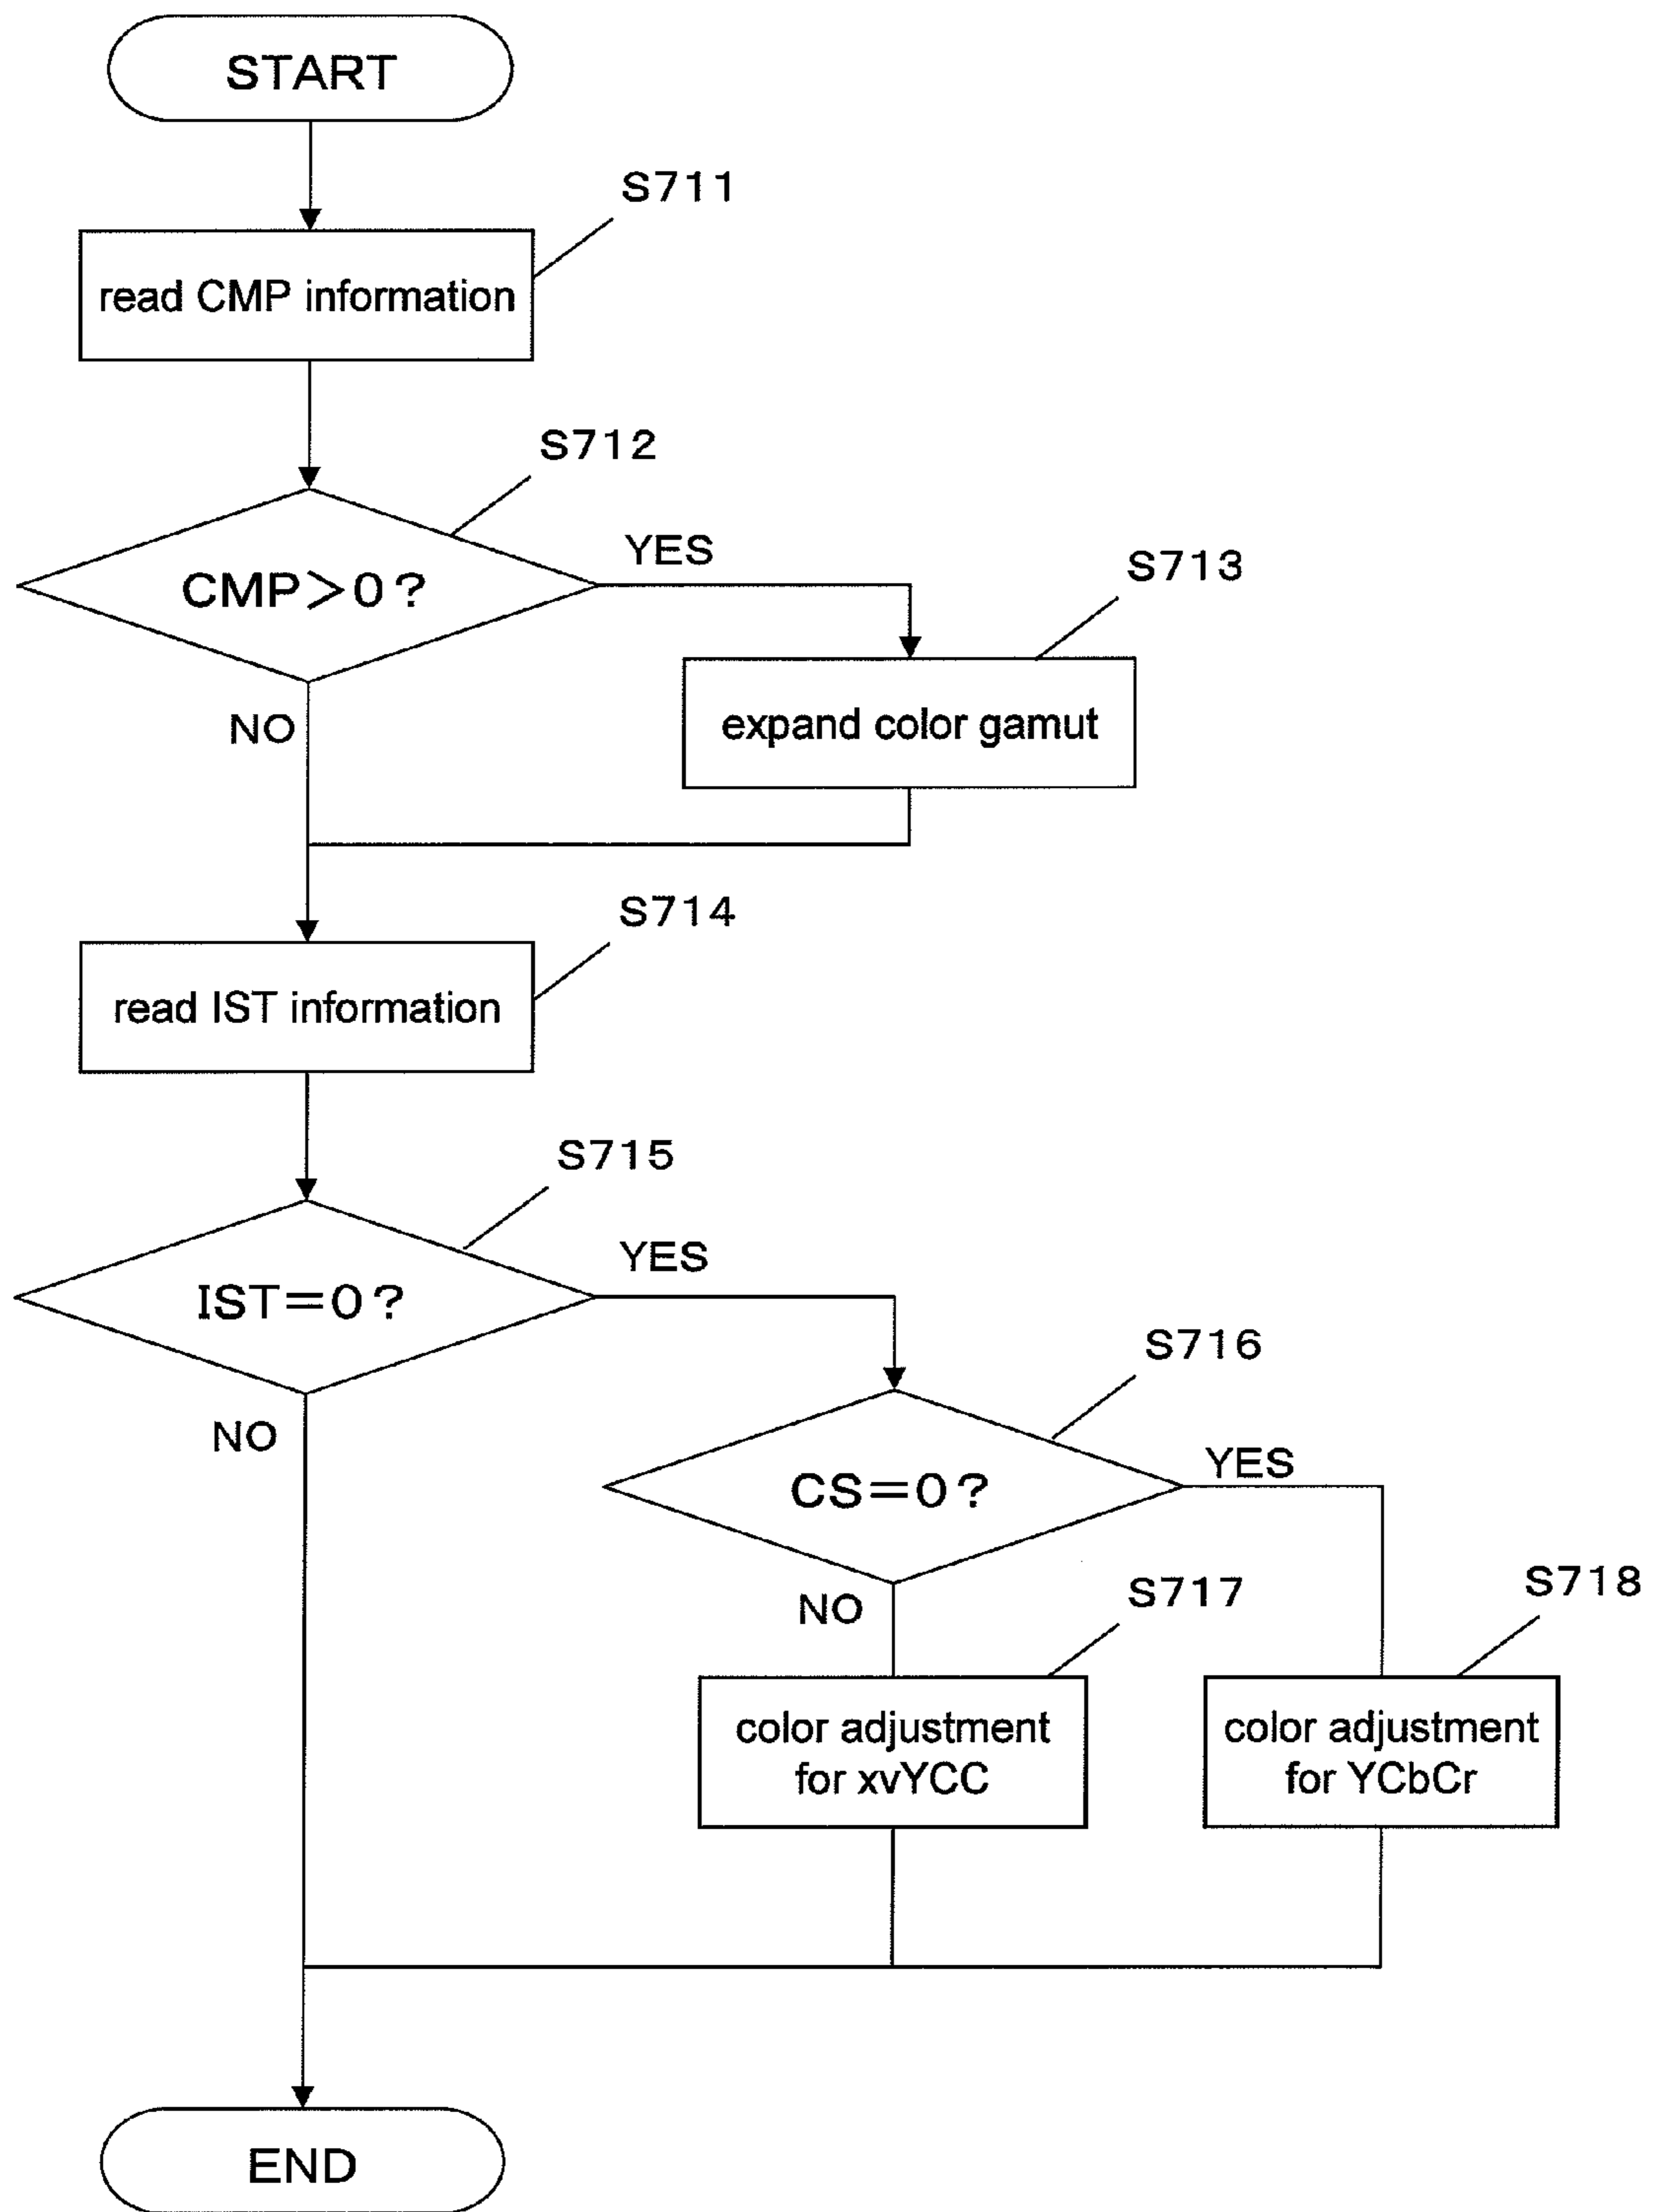 START
S711
read CMP information
S712
YES
CMP>0?
S713
expand color gamut
NO
S714
read IST information
S715
YES
IST=0?
S716
NO
YES
CS=0?
S717
S718
NO
color adjustment
for xvYCC
color adjustment
for YCbCr
END